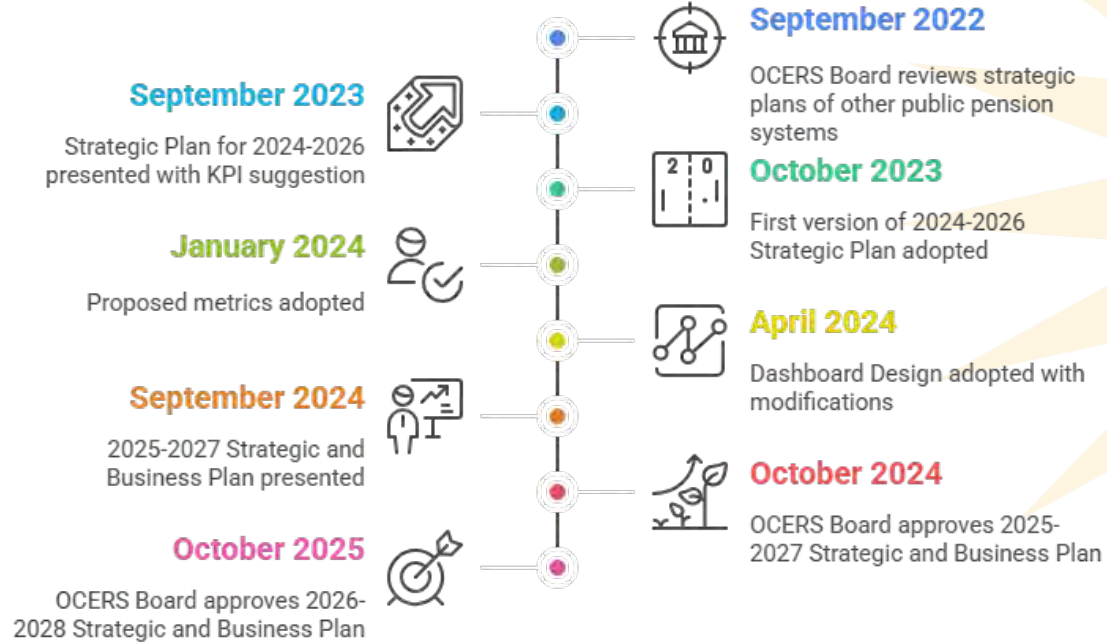 September 2022
OCERS Board reviews strategic
plans of other public pension
systems
September 2023
Strategic Plan for 2024-2026
presented with KPI suggestion
2 0
October 2023
First version of 2024-2026
Strategic Plan adopted
January 2024
Proposed metrics adopted
April 2024
Dashboard Design adopted with
modifications
September 2024
2025-2027 Strategic and
Business Plan presented
October 2024
OCERS Board approves 2025-
2027 Strategic and Business Plan
October 2025
OCERS Board approves 2026-
2028 Strategic and Business Plan